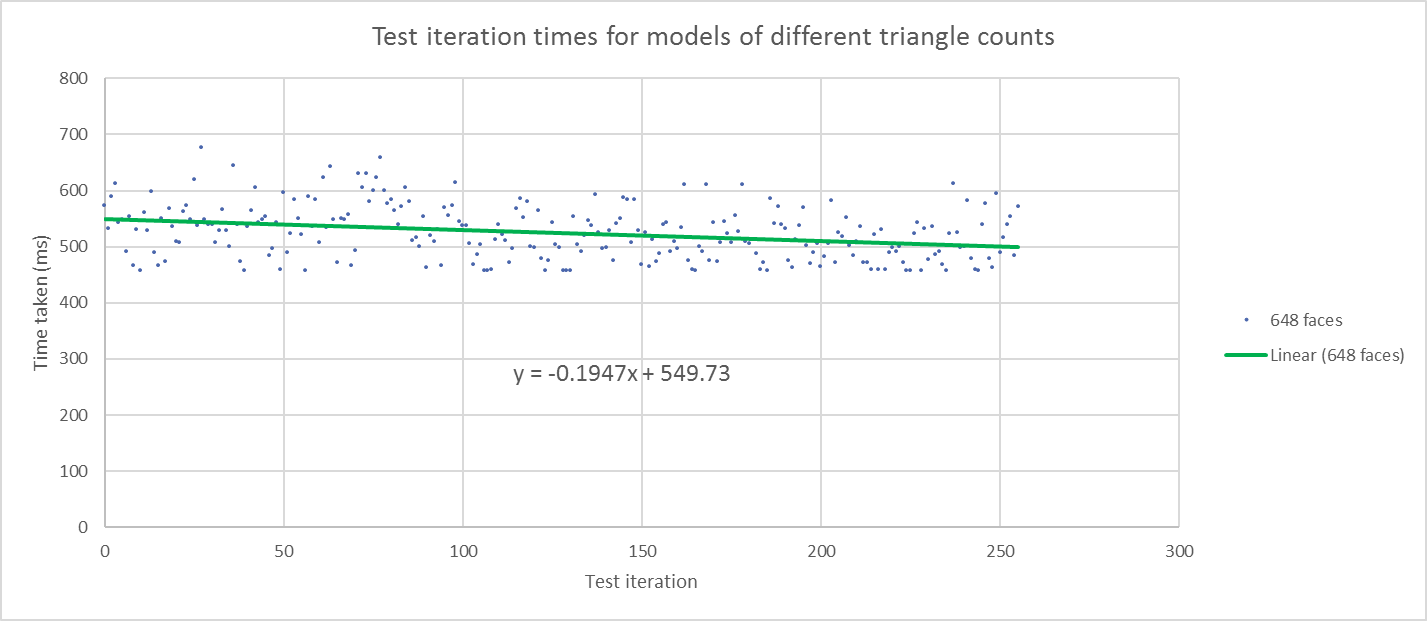 Test iteration times for models of different triangle counts
800
700
600
500
400
300
200
100
0
Time taken (ms)
y = -0.1947x + 549.73
0 50 100 150 200 250 300
Test iteration
648 faces
Linear (648 faces)